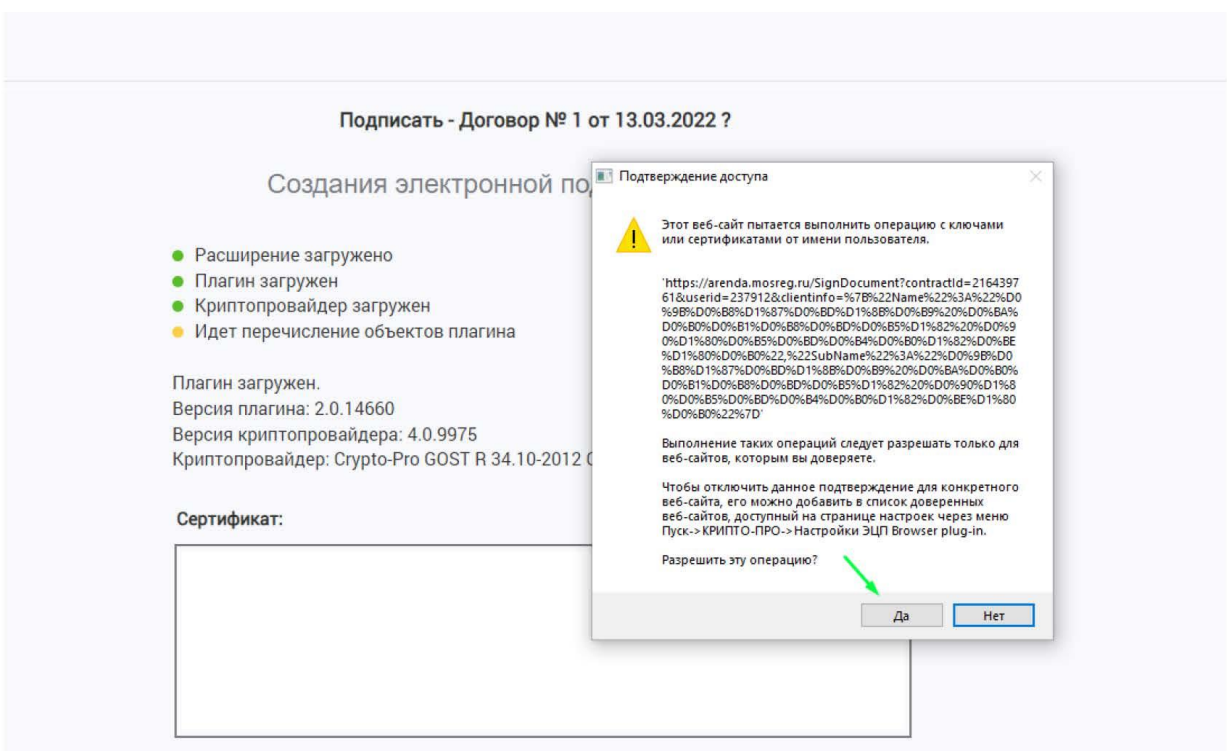 Подписать - Договор № 1 от 13.03.2022 ?
Создания электронной по
Расширение загружено
Плагин загружен
Криптопровайдер загружен
Идет перечисление объектов плагина
Плагин загружен.
Версия плагина: 2.0.14660
Версия криптопровайдера: 4.0.9975
Криптопровайдер: Crypto-Pro GOST R 34.10-2012
Сертификат:
Подтверждение доступа
Этот веб-сайт пытается выполнить операцию с ключами
или сертификатами от имени пользователя.
'https://arenda.mosreg.ru/SignDocument?contractId=2164397
61&userid=237912&clientinfo=%7B%22Name%22%3A%22%D0
%9B%D0%B8%D1%87%D0%BD%D1%8B%D0%B9%20%D0%BA%
D0%B0%D0%B1%D0%B8%D0%BD%D0%B5%D1%82%20%D0%9
0%D1%80%D0%B5%D0%BD%D0%B4%D0%B0%D1%82%D0%BE
%D1%80%D0%B0%22,%22SubName%22%3A%22%D0%9B%D0
%B8%D1%87%D0%BD%D1%8B%D0%B9%20%D0%BA%D0%B0%
D0%B1%D0%B8%D0%BD%D0%B5%D1%82%20%D0%90%D1%8
0%D0%B5%D0%BD%D0%B4%D0%B0%D1%82%D0%BE%D1%80
%D0%B0%22%7D'
Выполнение таких операций следует разрешать только для
веб-сайтов, которым вы доверяете.
Чтобы отключить данное подтверждение для конкретного
веб-сайта, его можно добавить в список доверенных
веб-сайтов, доступный на странице настроек через меню
Пуск->КРИПТО-ПРО->Настройки ЭЦП Browser plug-in.
Разрешить эту операцию?
Да
Нет